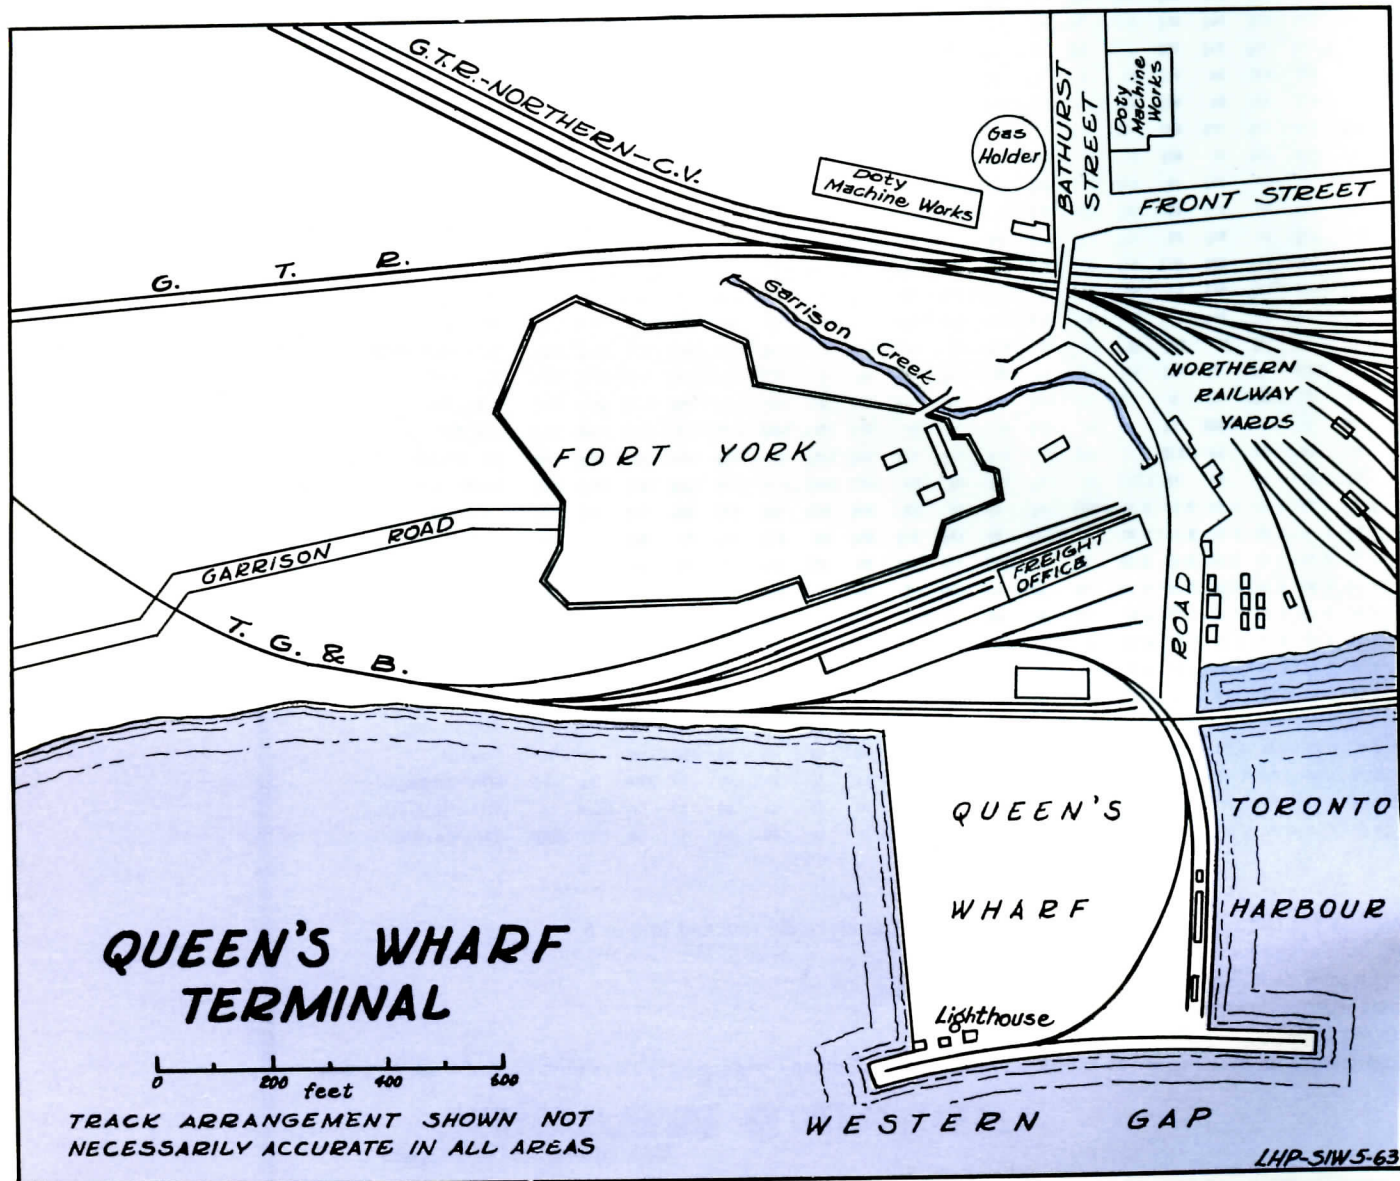 G.T.R.-NORTHERN-C.V.
Gas
Holder
BATHURST
STREET
Doty
Machine
Works
Doty
Machine Works
FRONT STREET
G. T. R.
Garrison
Creek
NORTHERN
RAILWAY
YARDS
FORT YORK
GARRISON ROAD
FREIGHT
OFFICE
ROAD
T. G. & B.
QUEEN'S
WHARF
TORONTO
HARBOUR
QUEEN'S WHARF
TERMINAL
Lighthouse
0 200 400 600
feet
TRACK ARRANGEMENT SHOWN NOT
NECESSARILY ACCURATE IN ALL AREAS
WESTERN GAP
LHP-SIW5-63